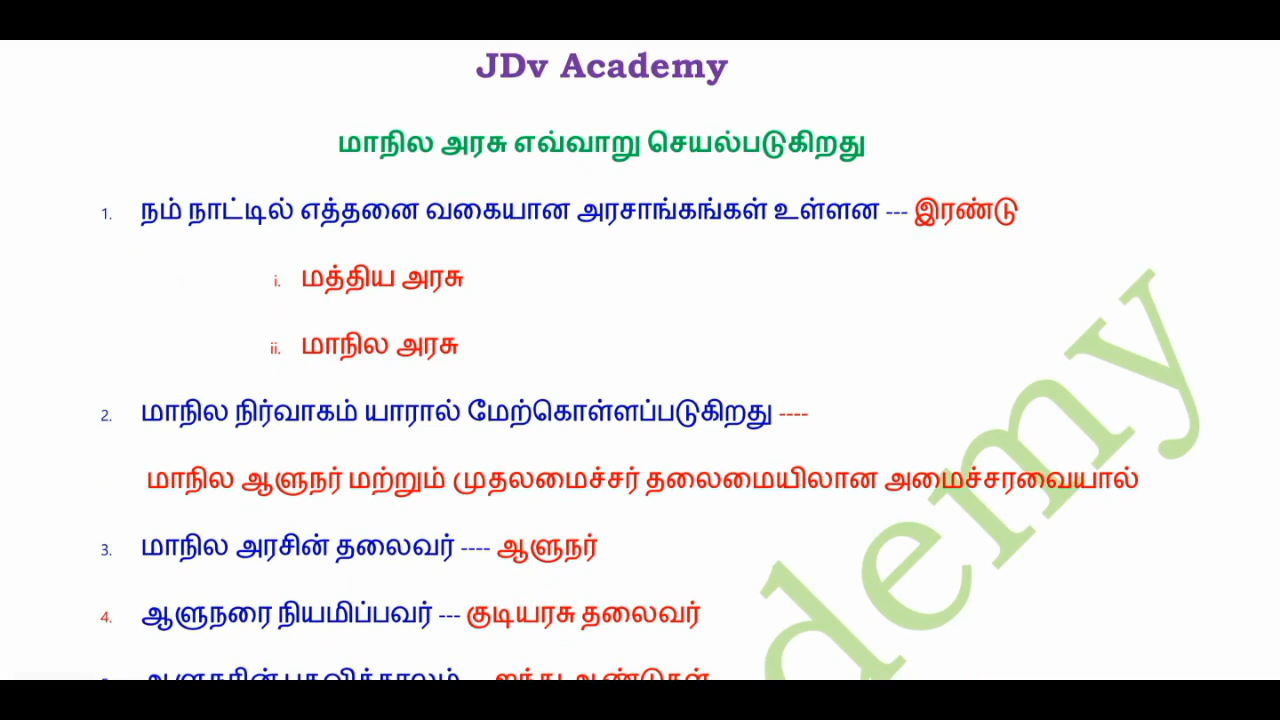 JDv Academy
மாநில அரசு எவ்வாறு செயல்படுகிறது
1. நம் நாட்டில் எத்தனை வகையான அரசாங்கங்கள் உள்ளன --- இரண்டு
i. மத்திய அரசு
ii. மாநில அரசு
2. மாநில நிர்வாகம் யாரால் மேற்கொள்ளப்படுகிறது ----
மாநில ஆளுநர் மற்றும் முதலமைச்சர் தலைமையிலான அமைச்சரவையால்
3. மாநில அரசின் தலைவர் ---- ஆளுநர்
4. ஆளுநரை நியமிப்பவர் --- குடியரசு தலைவர்
demy